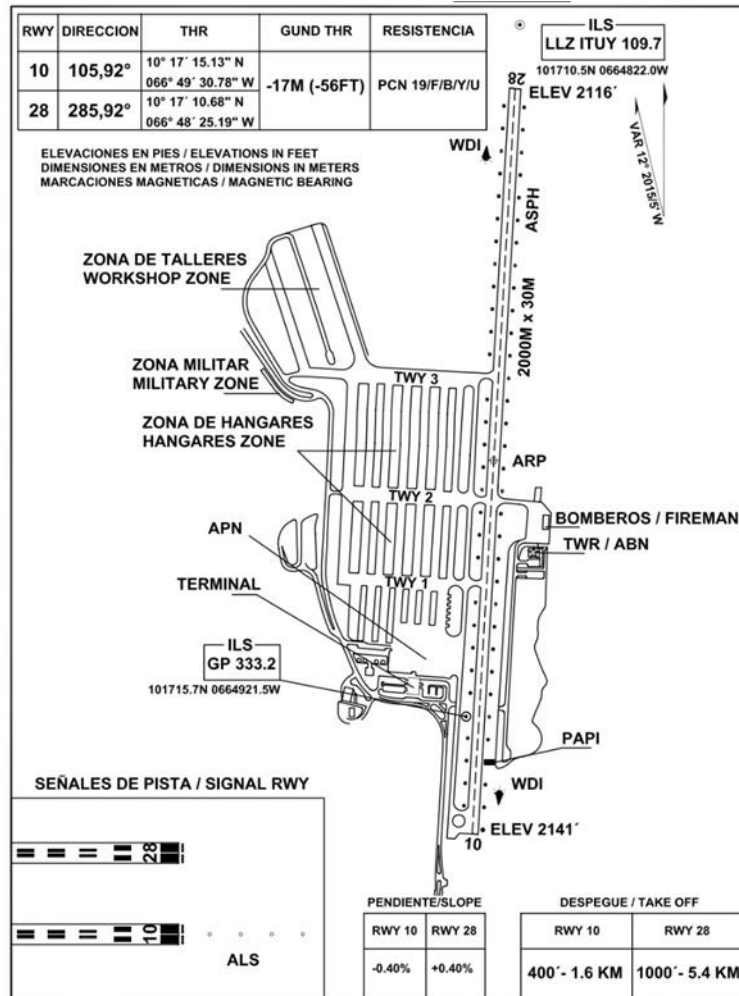 RWY DIRECCION THR GUND THR RESISTENCIA
10 105,92° 10° 17´ 15.13" N
066° 49´ 30.78" W
-17M (-56FT) PCN 19/F/B/Y/U
28 285,92° 10° 17´ 10.68" N
066° 48´ 25.19" W
ILS
LLZ ITUY 109.7
101710.5N 0664822.0W
28
ELEV 2116´
ELEVACIONES EN PIES / ELEVATIONS IN FEET
DIMENSIONES EN METROS / DIMENSIONS IN METERS
MARCACIONES MAGNETICAS / MAGNETIC BEARING
WDI
VAR 12° 2015/5' W
ASPH
2000M x 30M
ZONA DE TALLERES
WORKSHOP ZONE
ZONA MILITAR
MILITARY ZONE
TWY 3
ZONA DE HANGARES
HANGARES ZONE
ARP
TWY 2
APN
BOMBEROS / FIREMAN
TWR / ABN
TERMINAL
TWY 1
ILS
GP 333.2
101715.7N 0664921.5W
PAPI
WDI
ELEV 2141´
10
SEÑALES DE PISTA / SIGNAL RWY
28
10
ALS
PENDIENTE/SLOPE
RWY 10 RWY 28
-0.40% +0.40%
DESPEGUE / TAKE OFF
RWY 10 RWY 28
400´- 1.6 KM 1000´- 5.4 KM